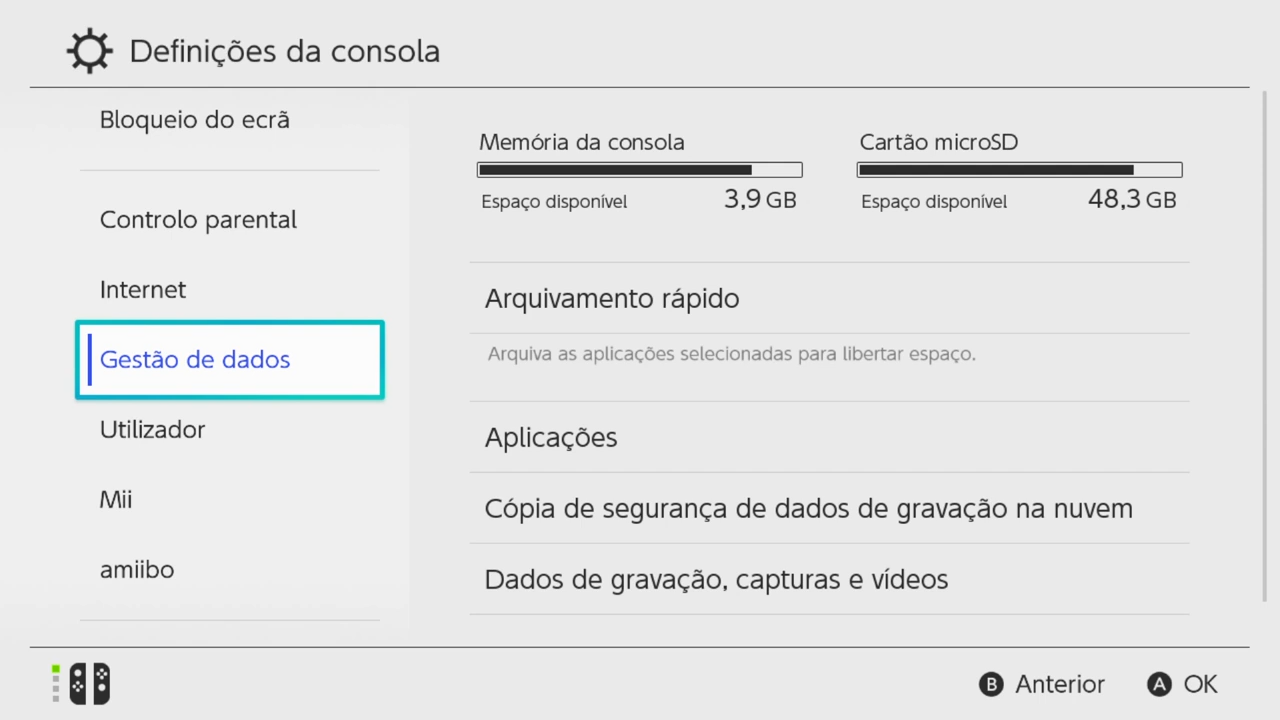 Definições da consola
Bloqueio do ecrã
Controlo parental
Internet
Gestão de dados
Utilizador
Mii
amiibo
Memória da consola
Espaço disponível 3,9 GB
Cartão microSD
Espaço disponível 48,3 GB
Arquivamento rápido
Arquiva as aplicações selecionadas para libertar espaço.
Aplicações
Cópia de segurança de dados de gravação na nuvem
Dados de gravação, capturas e vídeos
B Anterior A OK